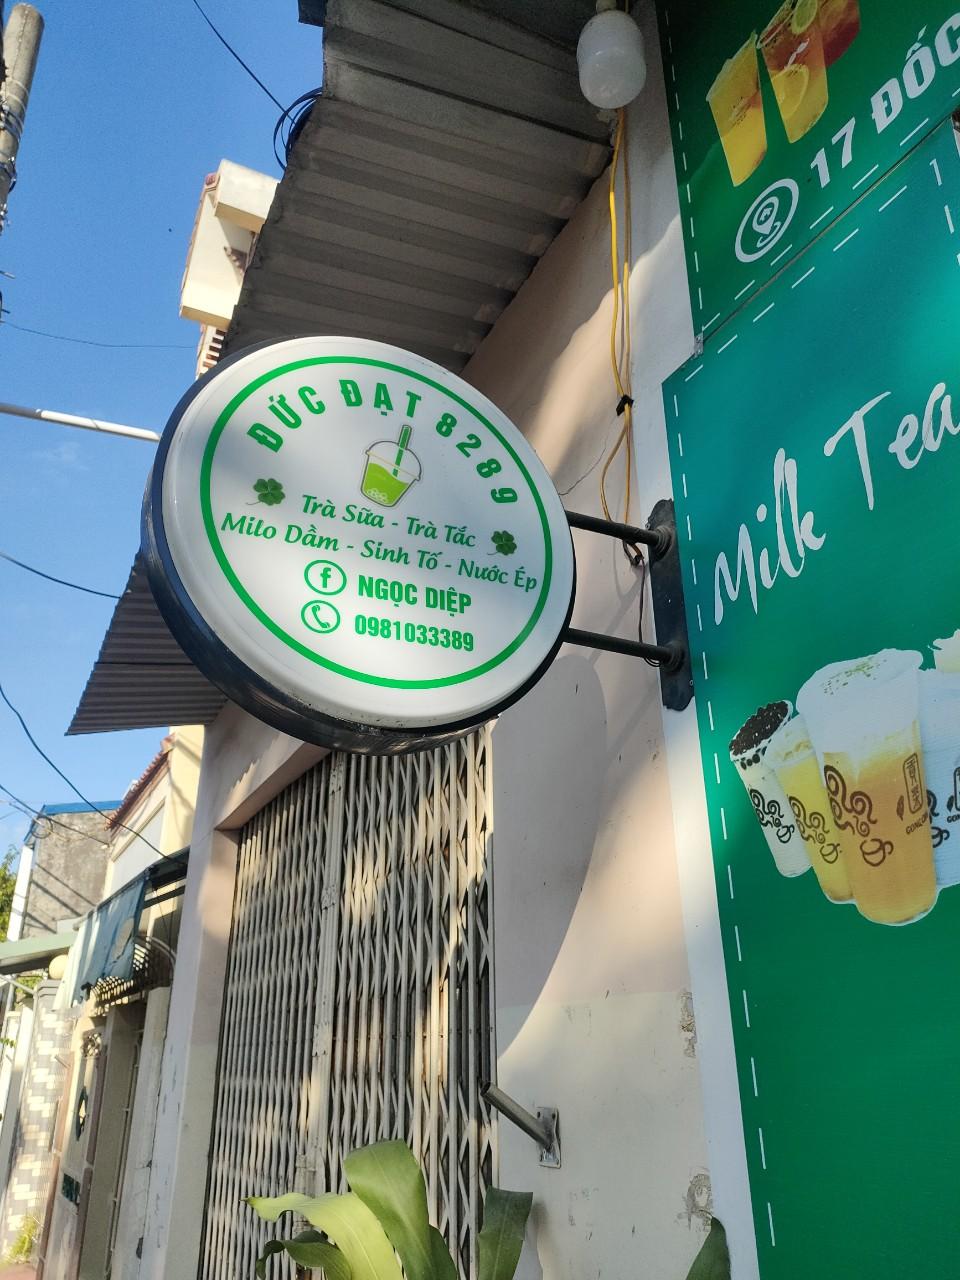 ĐỨC ĐẠT 8289
Trà Sữa - Trà Tắc
Milo Dầm - Sinh Tố - Nước Ép
NGỌC DIỆP
0981033389
17 ĐỐC
Milk Tea